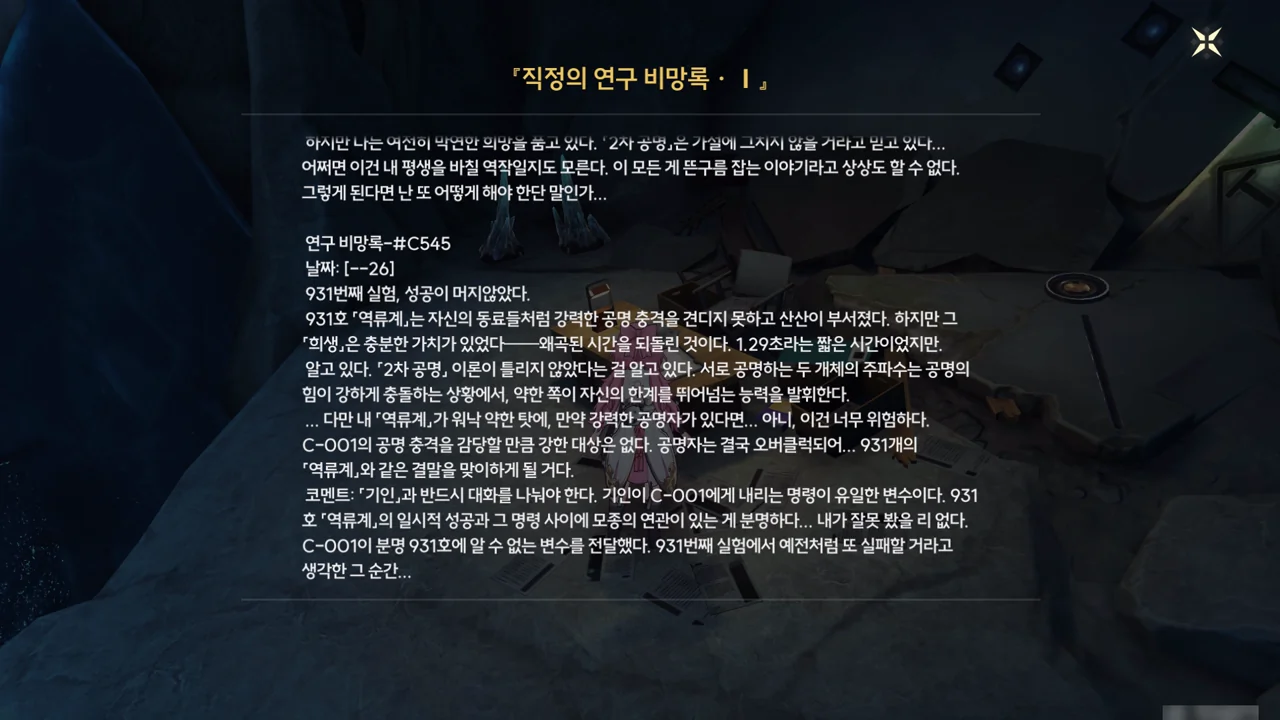 『직정의 연구 비망록 · Ⅰ』
하지만 나는 여전히 막연한 희망을 품고 있다. 「2차 공명」은 가설에 그치지 않을 거라고 믿고 있다...
어쩌면 이건 내 평생을 바칠 역작일지도 모른다. 이 모든 게 뜬구름 잡는 이야기라고 상상도 할 수 없다.
그렇게 된다면 난 또 어떻게 해야 한단 말인가...
연구 비망록-#C545
날짜: [--26]
931번째 실험, 성공이 머지않았다.
931호 「역류계」는 자신의 동료들처럼 강력한 공명 충격을 견디지 못하고 산산이 부서졌다. 하지만 그
「희생」은 충분한 가치가 있었다——왜곡된 시간을 되돌린 것이다. 1.29초라는 짧은 시간이었지만.
알고 있다. 「2차 공명」 이론이 틀리지 않았다는 걸 알고 있다. 서로 공명하는 두 개체의 주파수는 공명의
힘이 강하게 충돌하는 상황에서, 약한 쪽이 자신의 한계를 뛰어넘는 능력을 발휘한다.
... 다만 내 「역류계」가 워낙 약한 탓에, 만약 강력한 공명자가 있다면... 아니, 이건 너무 위험하다.
C-001의 공명 충격을 감당할 만큼 강한 대상은 없다. 공명자는 결국 오버클럭되어... 931개의
「역류계」와 같은 결말을 맞이하게 될 거다.
코멘트: 「기인」과 반드시 대화를 나눠야 한다. 기인이 C-001에게 내리는 명령이 유일한 변수이다. 931
호 「역류계」의 일시적 성공과 그 명령 사이에 모종의 연관이 있는 게 분명하다... 내가 잘못 봤을 리 없다.
C-001이 분명 931호에 알 수 없는 변수를 전달했다. 931번째 실험에서 예전처럼 또 실패할 거라고
생각한 그 순간...